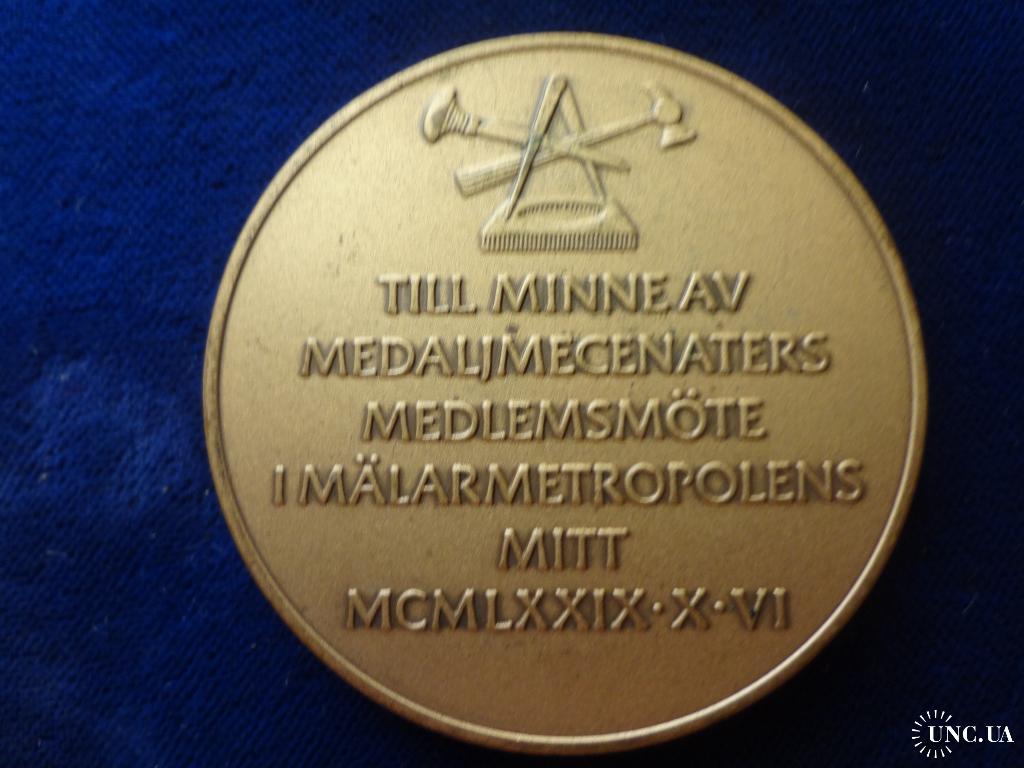 TILL MINNE AV
MEDALJMECENATERS
MEDLEMSMÖTE
I MÄLARMETROPOLENS
MITT
MCMLXXIX·X·VI
UNC.UA